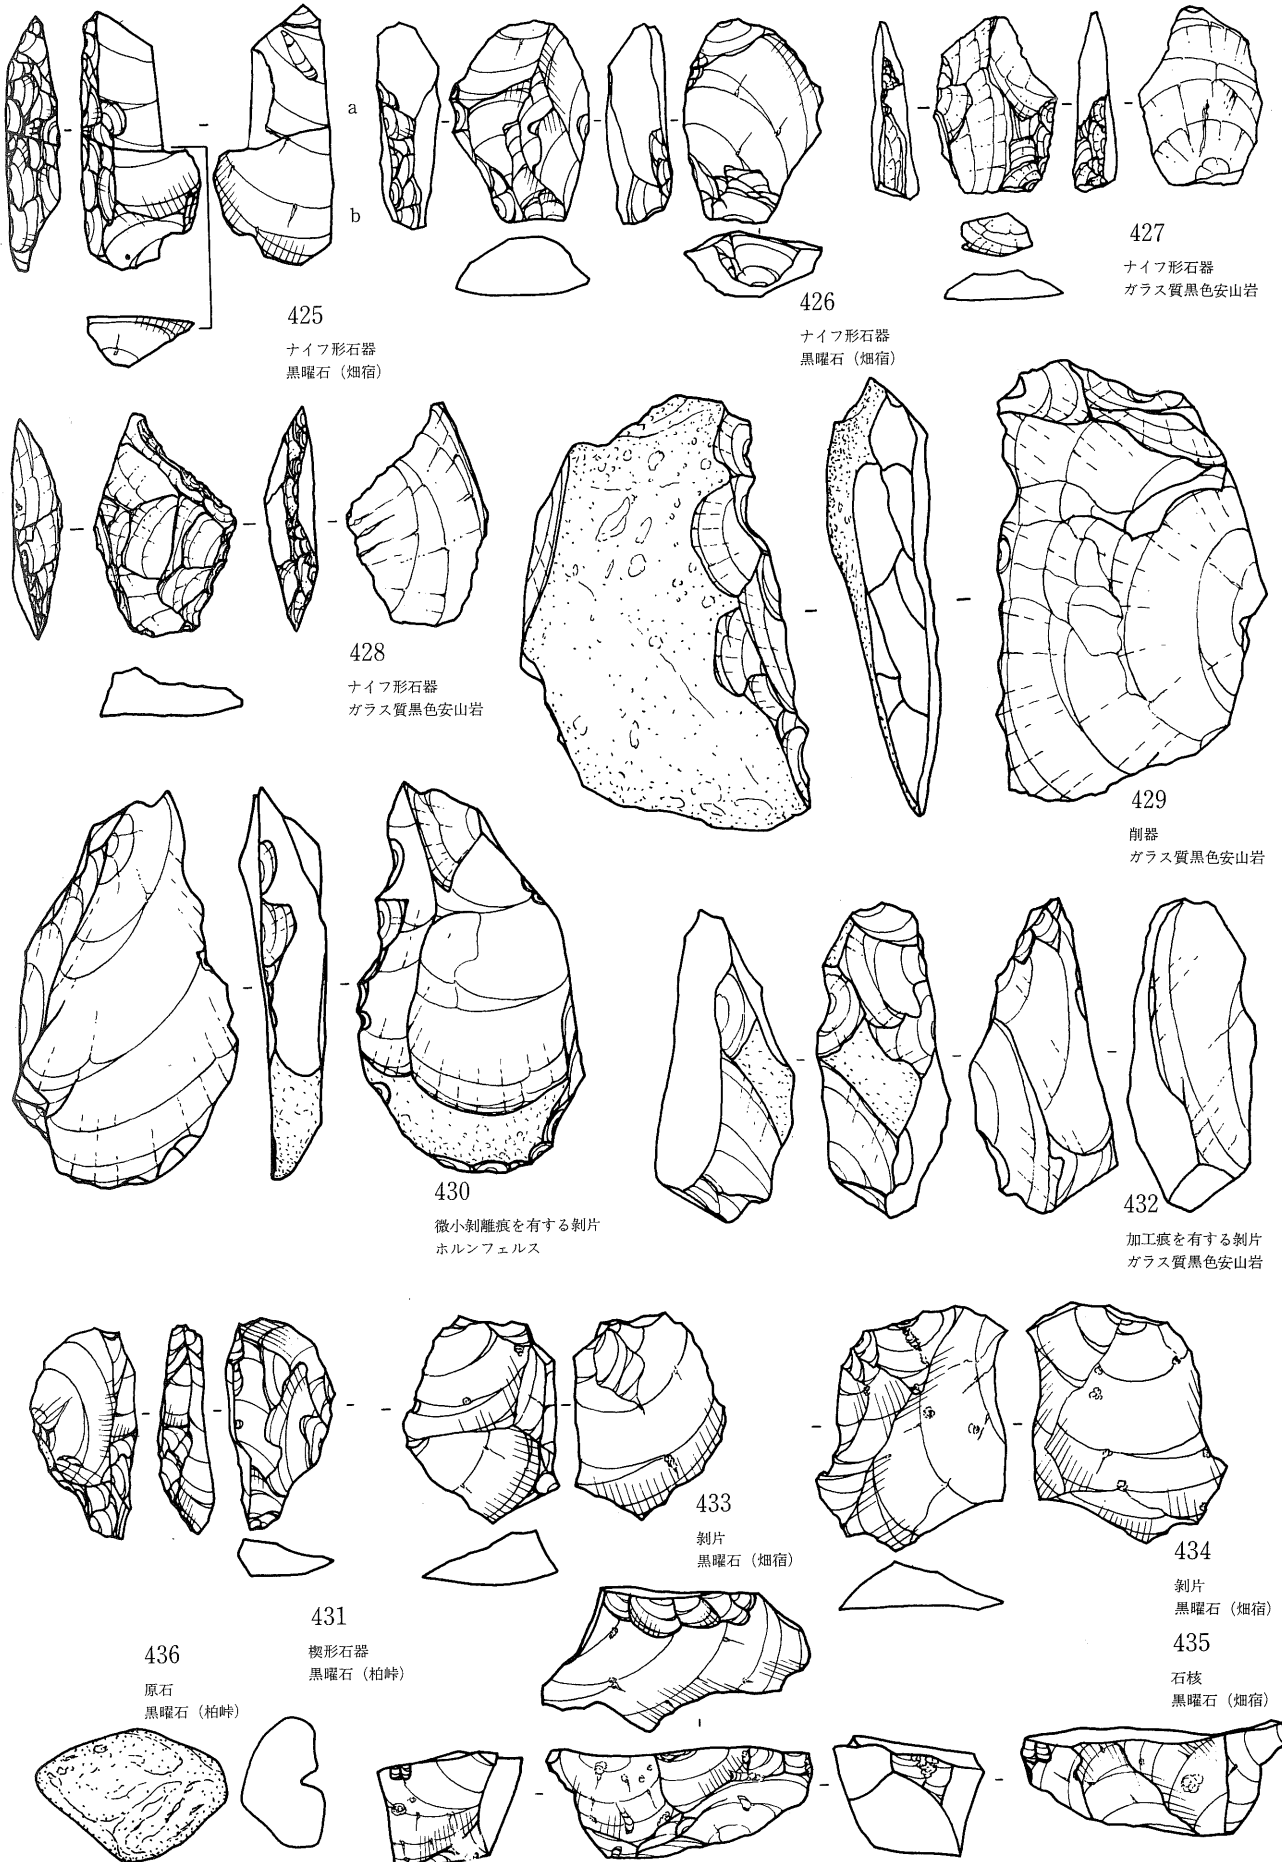 a
b
425
ナイフ形石器
黒曜石（畑宿）
426
ナイフ形石器
黒曜石（畑宿）
427
ナイフ形石器
ガラス質黒色安山岩
428
ナイフ形石器
ガラス質黒色安山岩
429
削器
ガラス質黒色安山岩
430
微小剝離痕を有する剝片
ホルンフェルス
432
加工痕を有する剝片
ガラス質黒色安山岩
433
剝片
黒曜石（畑宿）
434
剝片
黒曜石（畑宿）
431
楔形石器
黒曜石（柏峠）
436
原石
黒曜石（柏峠）
435
石核
黒曜石（畑宿）